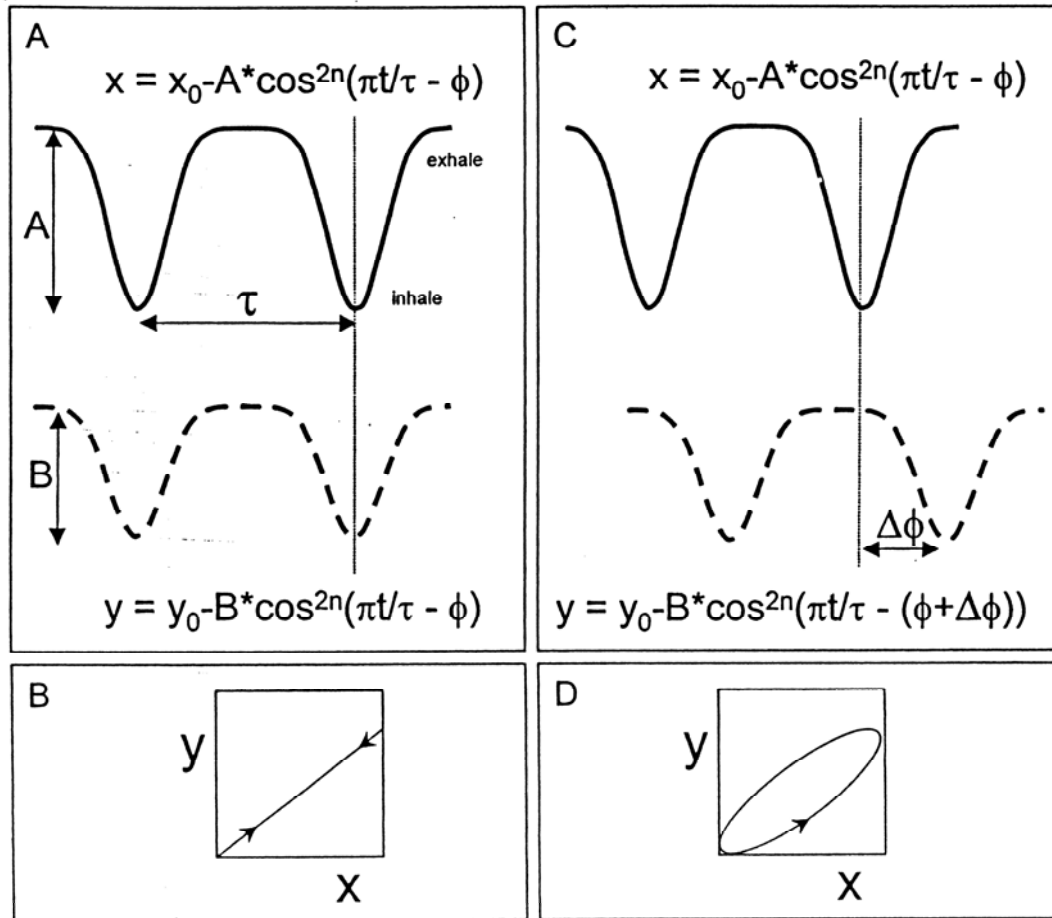 A
x = x₀-A*cos²ⁿ(πt/τ - ϕ)
exhale
A
inhale
τ
B
y = y₀-B*cos²ⁿ(πt/τ - ϕ)
B
y
x
C
x = x₀-A*cos²ⁿ(πt/τ - ϕ)
Δϕ
y = y₀-B*cos²ⁿ(πt/τ - (ϕ+Δϕ))
D
y
x